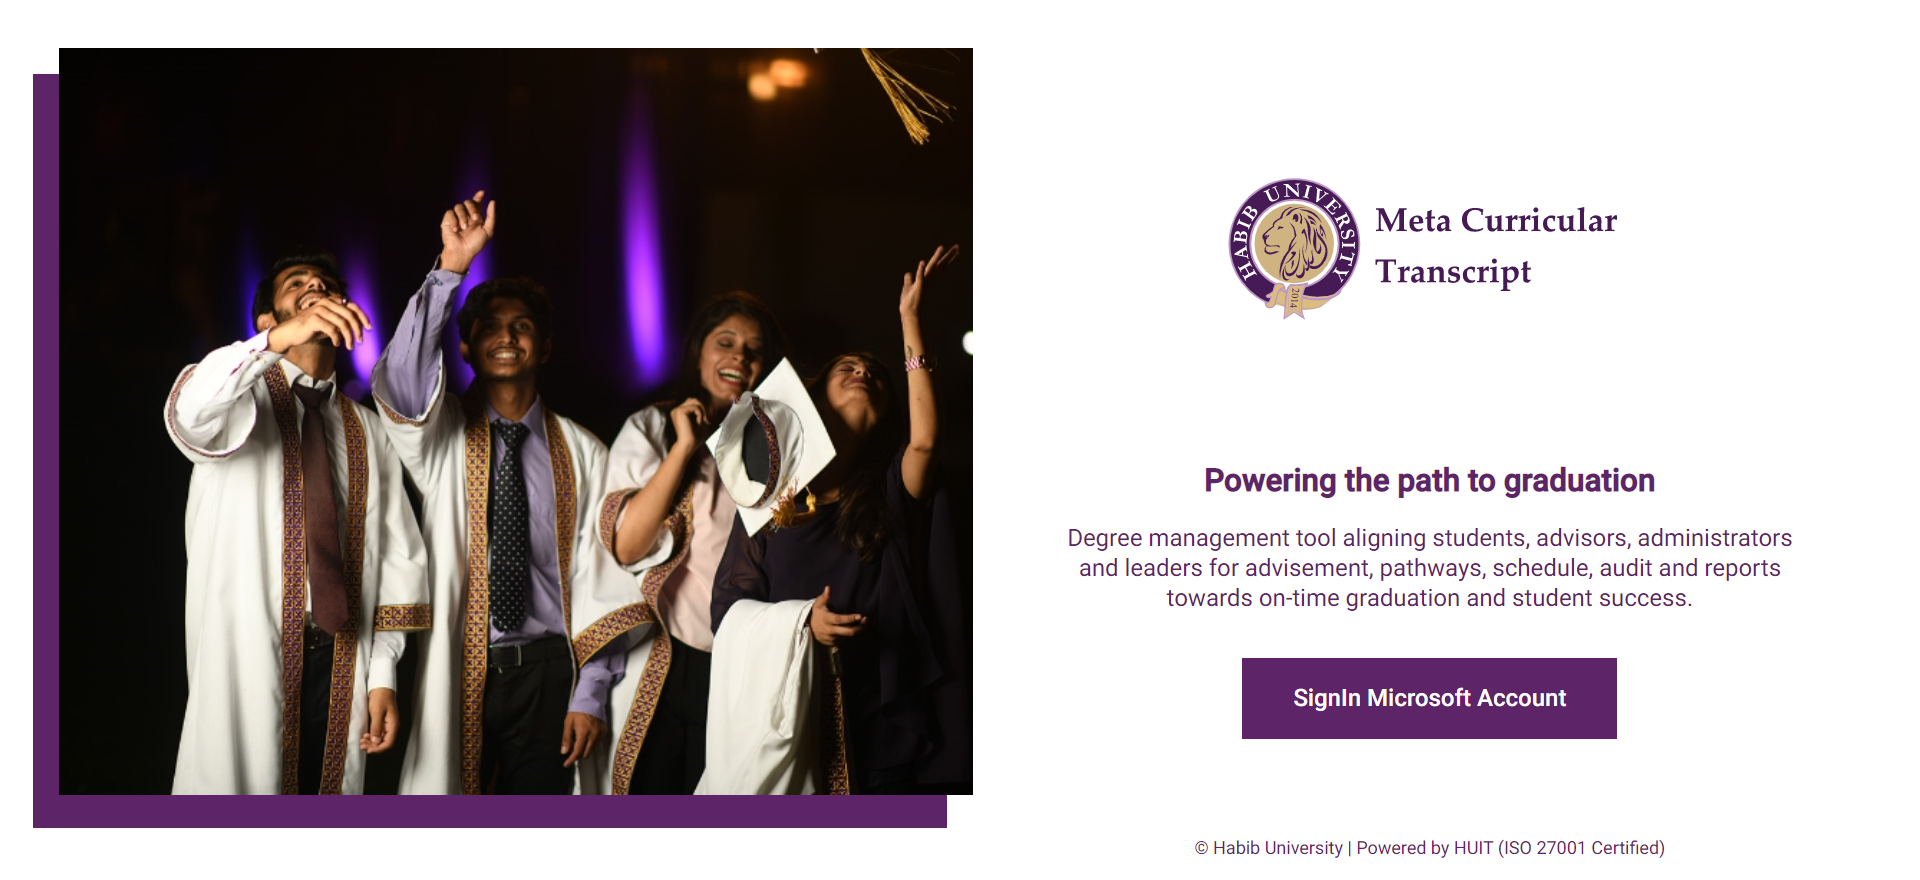 HABIB UNIVERSITY
2014
Meta Curricular
Transcript
Powering the path to graduation
Degree management tool aligning students, advisors, administrators
and leaders for advisement, pathways, schedule, audit and reports
towards on-time graduation and student success.
SignIn Microsoft Account
© Habib University | Powered by HUIT (ISO 27001 Certified)